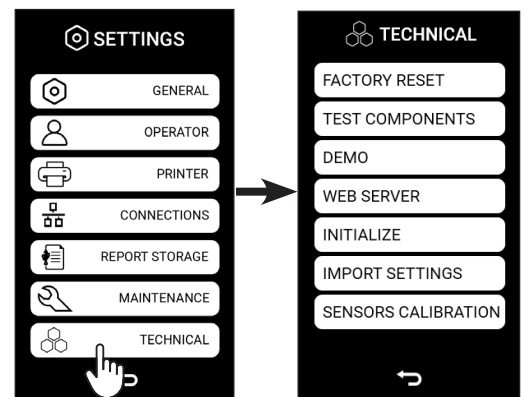 SETTINGS
GENERAL
OPERATOR
PRINTER
CONNECTIONS
REPORT STORAGE
MAINTENANCE
TECHNICAL
TECHNICAL
FACTORY RESET
TEST COMPONENTS
DEMO
WEB SERVER
INITIALIZE
IMPORT SETTINGS
SENSORS CALIBRATION